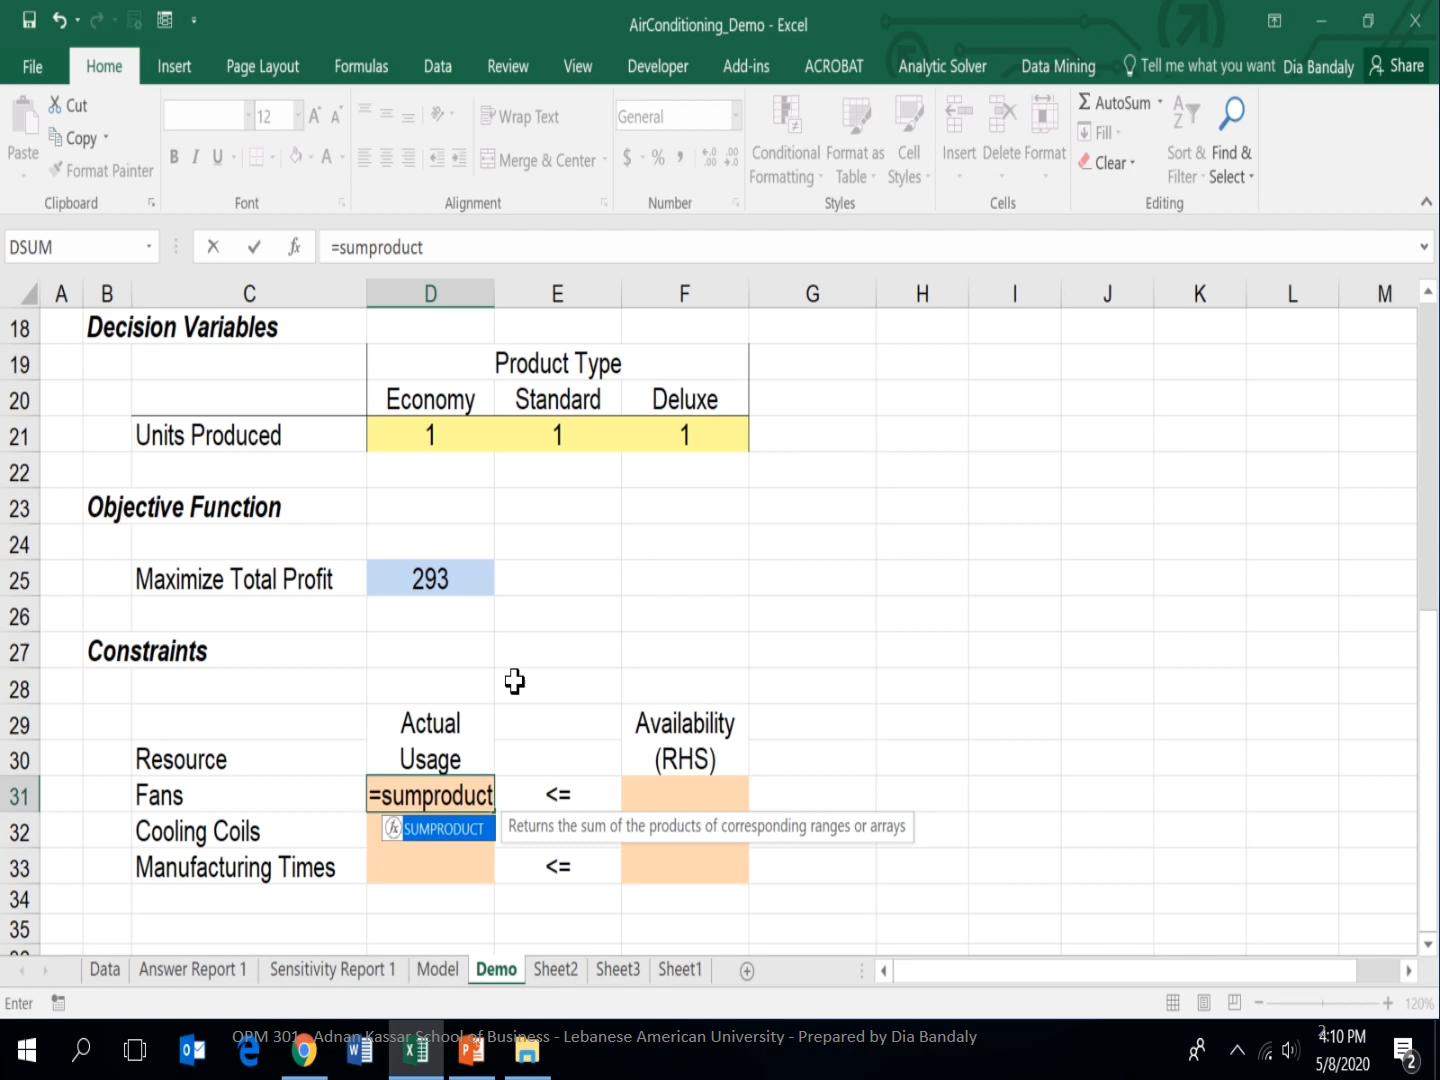 AirConditioning_Demo - Excel
File Home Insert Page Layout Formulas Data Review View Developer Add-ins ACROBAT Analytic Solver Data Mining Tell me what you want Dia Bandaly Share
Paste
Cut
Copy
Format Painter
Clipboard
12
B I U
Font
Wrap Text
Merge & Center
Alignment
General
$ % ,
Number
Conditional Formatting
Format as Table
Cell Styles
Styles
Insert Delete Format
Cells
AutoSum
Fill
Clear
Sort & Filter
Find & Select
Editing
DSUM
fx
=sumproduct
A B C D E F G H I J K L M
18 Decision Variables
19 Product Type
20 Economy Standard Deluxe
21 Units Produced 1 1 1
22
23 Objective Function
24
25 Maximize Total Profit 293
26
27 Constraints
28
29 Actual Availability
30 Resource Usage (RHS)
31 Fans =sumproduct <=
32 Cooling Coils
fx SUMPRODUCT Returns the sum of the products of corresponding ranges or arrays
33 Manufacturing Times <=
34
35
Data Answer Report 1 Sensitivity Report 1 Model Demo Sheet2 Sheet3 Sheet1
Enter
120%
OPM 301 - Adnan Kassar School of Business - Lebanese American University - Prepared by Dia Bandaly
4:10 PM
5/8/2020
2